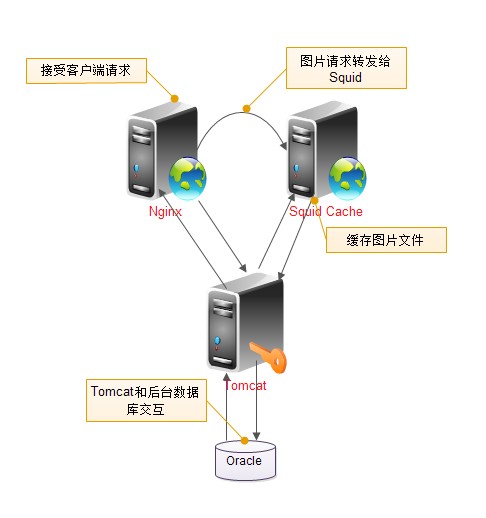 接受客户端请求
图片请求转发给
Squid
Nginx
Squid Cache
缓存图片文件
Tomcat
Tomcat和后台数据
库交互
Oracle